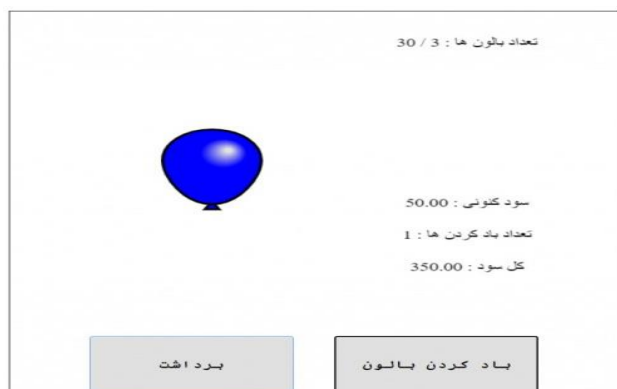 تعداد بالون ها : 3 / 30
سود کنونی : 50.00
تعداد باد کردن ها : 1
کل سود : 350.00
باد کردن بالون
برداشت